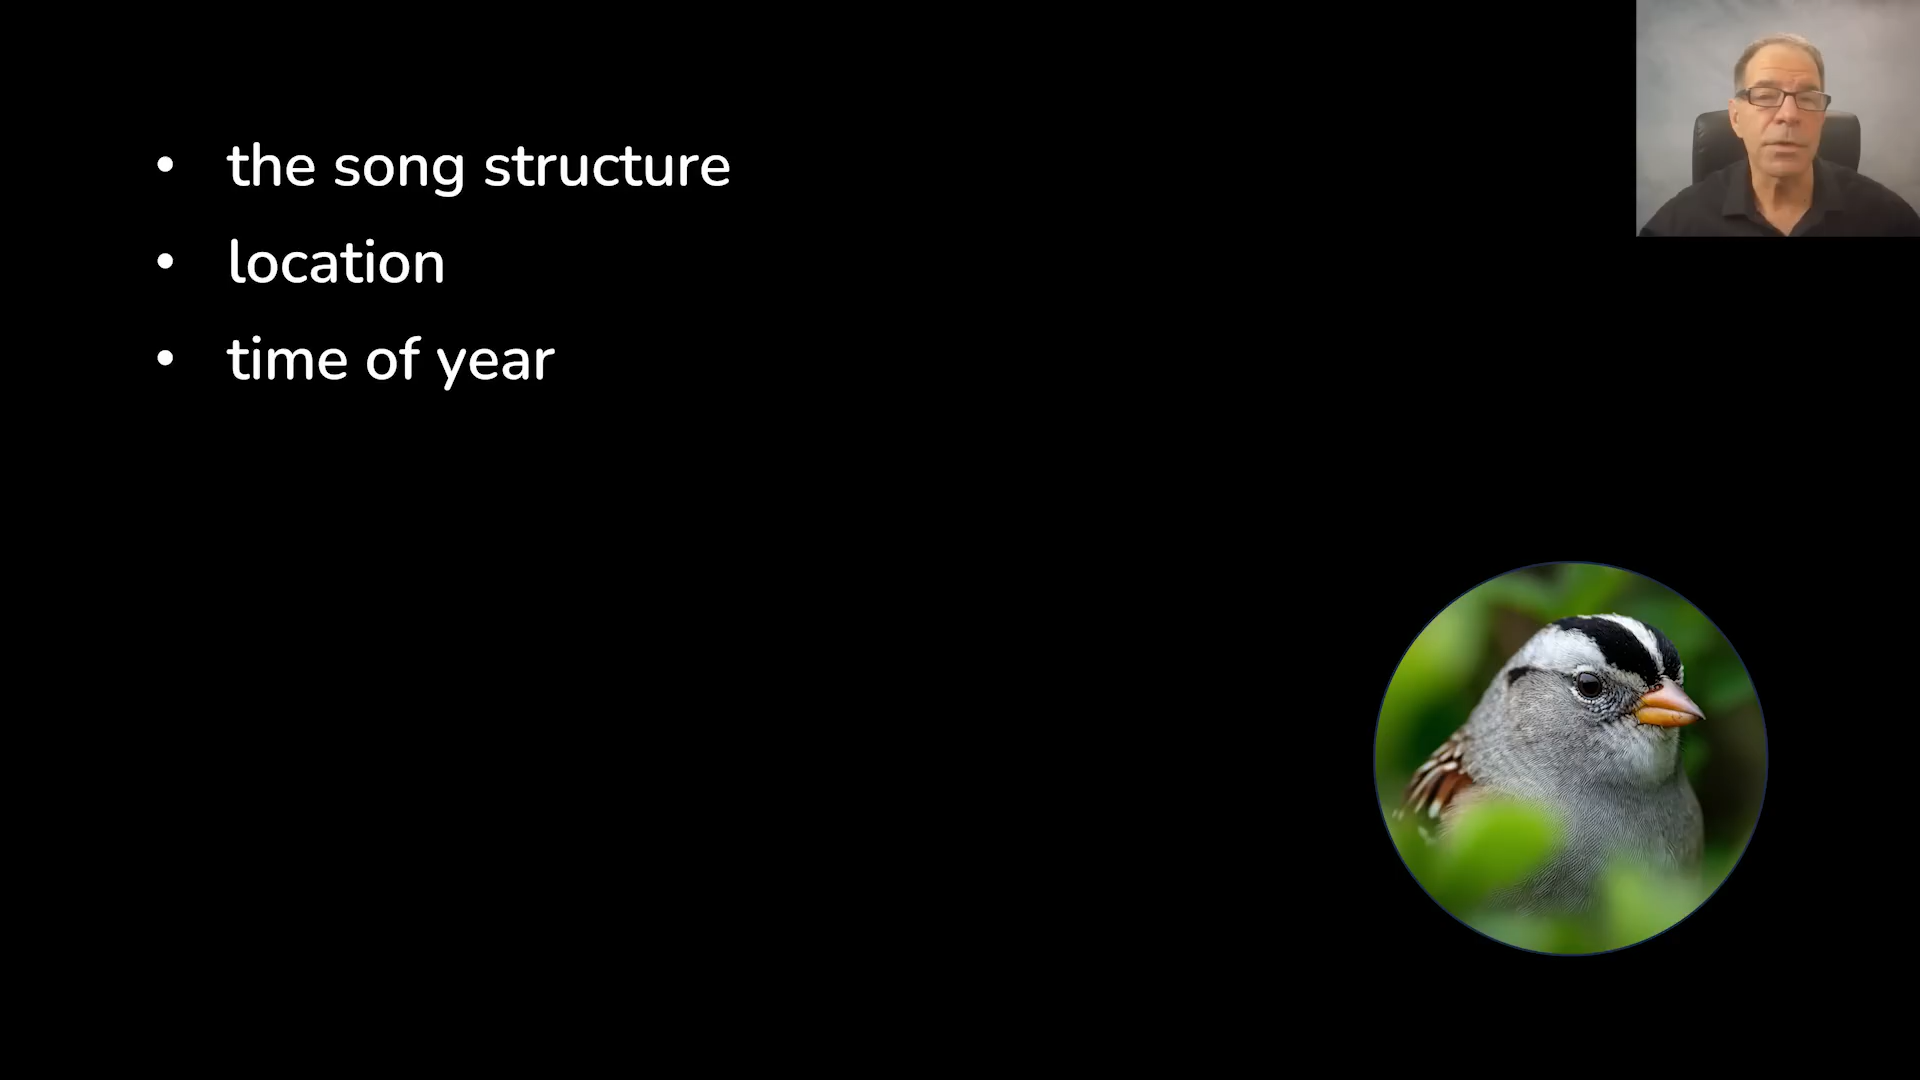 • the song structure
• location
• time of year